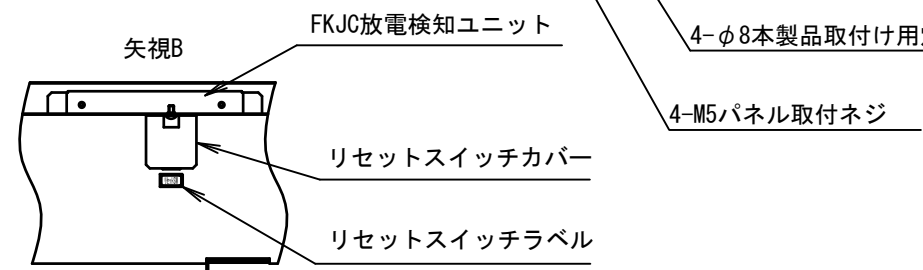 FKJC放電検知ユニット
矢視B
4-φ8本製品取付け用
4-M5パネル取付ネジ
リセットスイッチカバー
リセットスイッチラベル